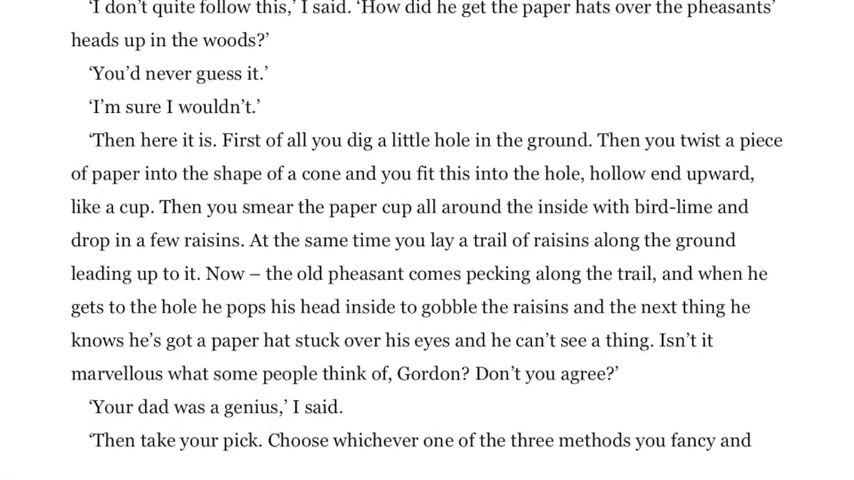 ‘I don’t quite follow this,’ I said. ‘How did he get the paper hats over the pheasants’
heads up in the woods?’
‘You’d never guess it.’
‘I’m sure I wouldn’t.’
‘Then here it is. First of all you dig a little hole in the ground. Then you twist a piece
of paper into the shape of a cone and you fit this into the hole, hollow end upward,
like a cup. Then you smear the paper cup all around the inside with bird-lime and
drop in a few raisins. At the same time you lay a trail of raisins along the ground
leading up to it. Now – the old pheasant comes pecking along the trail, and when he
gets to the hole he pops his head inside to gobble the raisins and the next thing he
knows he’s got a paper hat stuck over his eyes and he can’t see a thing. Isn’t it
marvellous what some people think of, Gordon? Don’t you agree?’
‘Your dad was a genius,’ I said.
‘Then take your pick. Choose whichever one of the three methods you fancy and